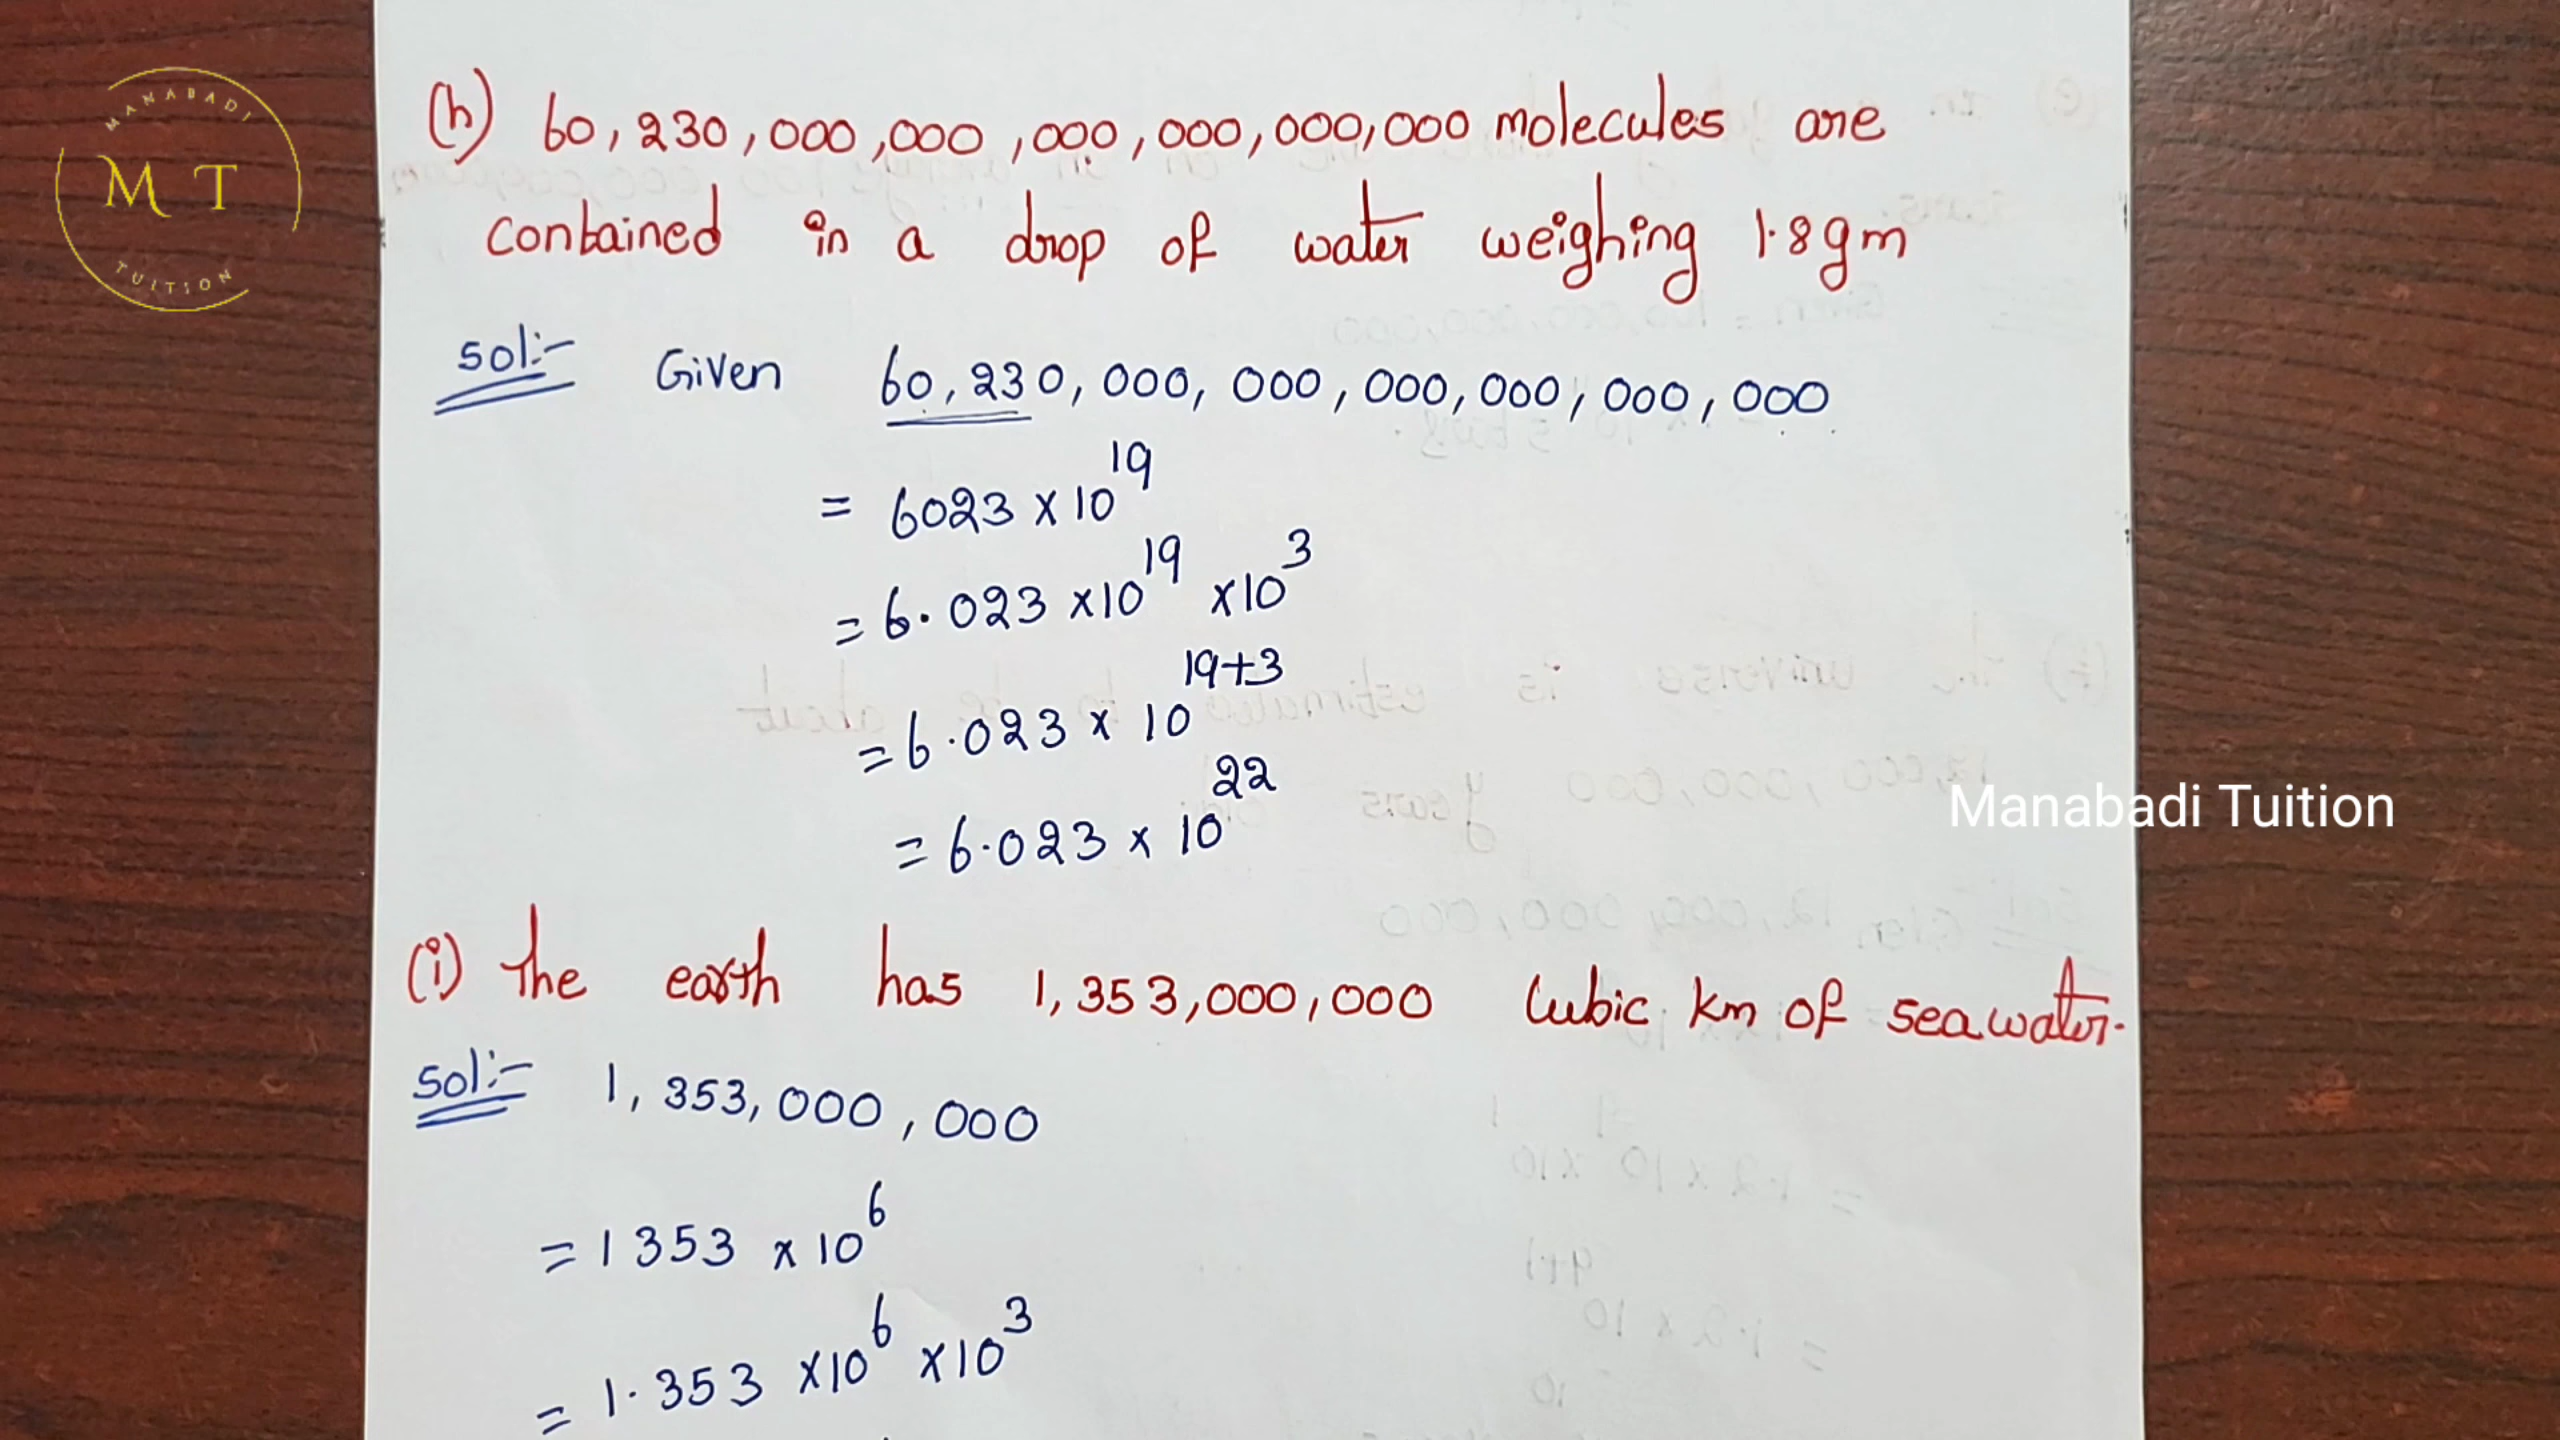 MANABADI
M T
TUITION
(h) 60,230,000,000,000,000,000,000 molecules are
contained in a drop of water weighing 1.8gm
Sol:- Given 60,230,000,000,000,000,000,000
= 6023 x 10^19
= 6.023 x 10^19 x 10^3
= 6.023 x 10^19+3
= 6.023 x 10^22
Manabadi Tuition
(i) The earth has 1,353,000,000 Cubic km of sea water.
Sol:- 1,353,000,000
= 1353 x 10^6
= 1.353 x 10^6 x 10^3